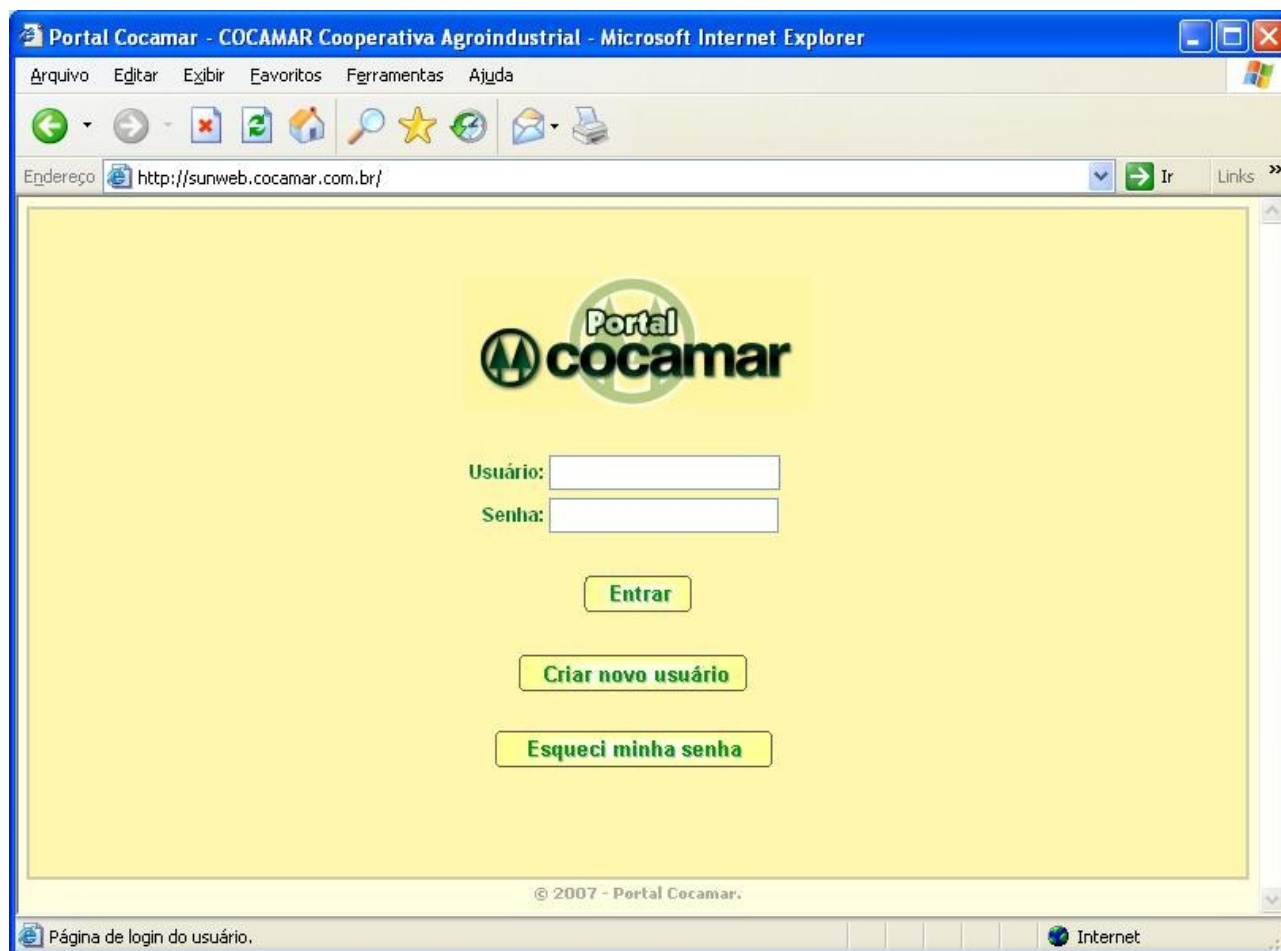 Portal Cocamar - COCAMAR Cooperativa Agroindustrial - Microsoft Internet Explorer
Arquivo Editar Exibir Favoritos Ferramentas Ajuda
Endereço http://sunweb.cocamar.com.br/ Ir Links »
Portal
cocamar
Usuário:
Senha:
Entrar
Criar novo usuário
Esqueci minha senha
© 2007 - Portal Cocamar.
Página de login do usuário. Internet